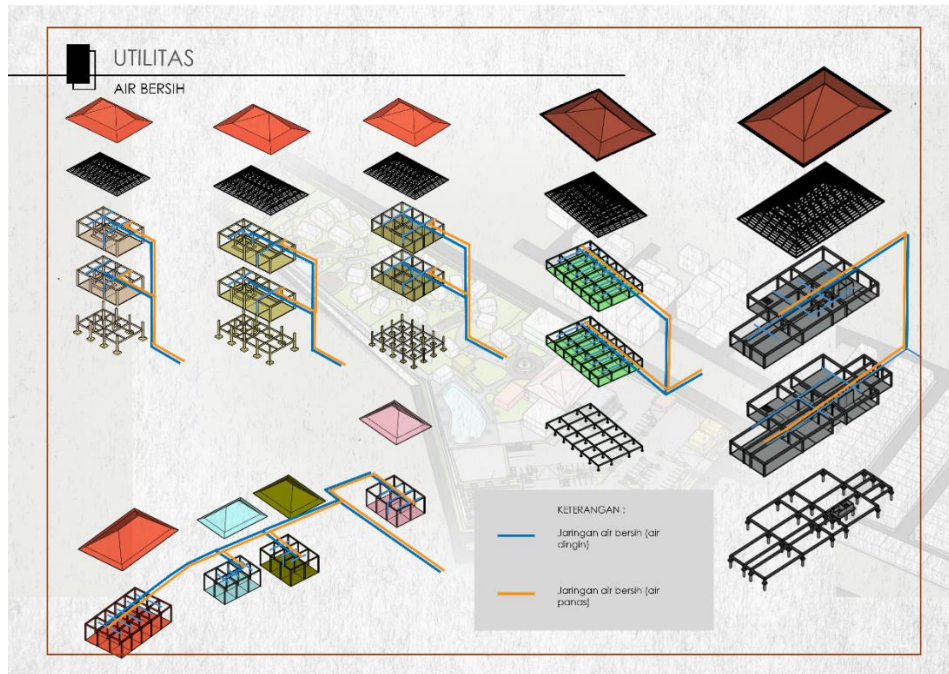 UTILITAS
AIR BERSIH
KETERANGAN :
Jaringan air bersih (air
dingin)
Jaringan air bersih (air
panas)